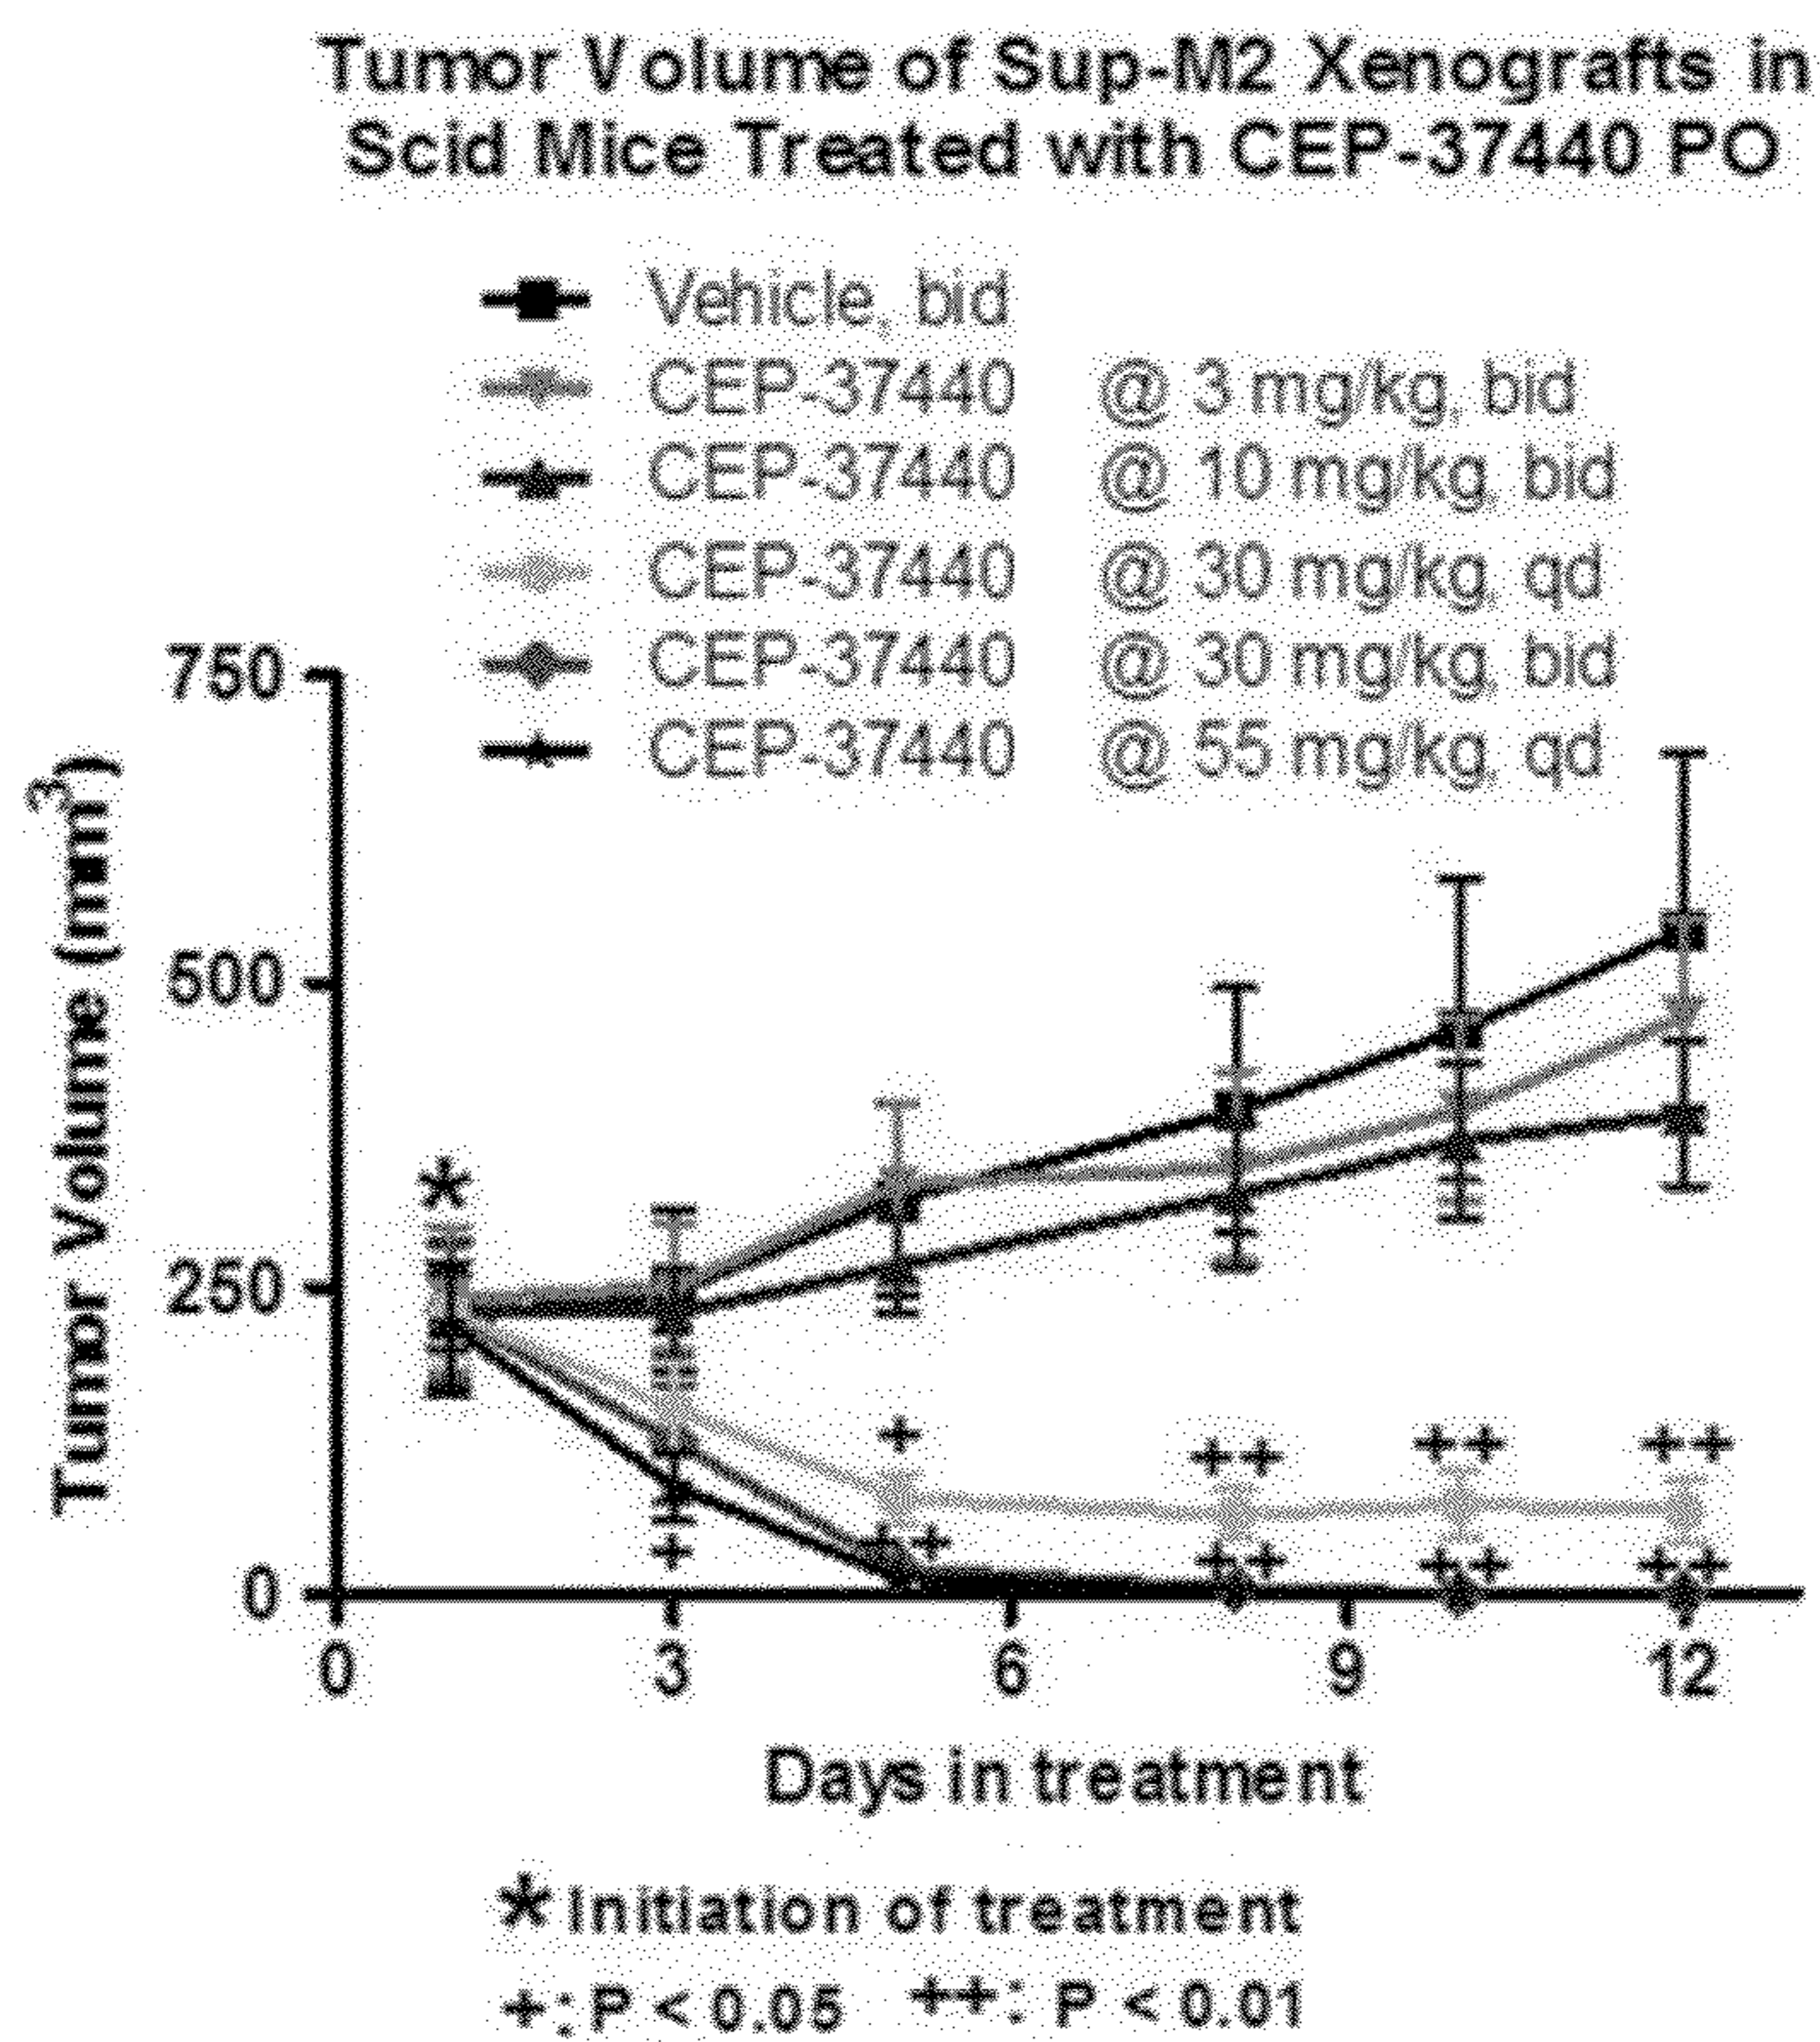 Tumor Volume of Sup-M2 Xenografts in
Scid Mice Treated with CEP-37440 PO
Vehicle, bid
CEP-37440 @ 3 mg/kg, bid
CEP-37440 @ 10 mg/kg, bid
CEP-37440 @ 30 mg/kg, qd
CEP-37440 @ 30 mg/kg, bid
CEP-37440 @ 55 mg/kg, qd
Tumor Volume (mm³)
750
500
250
0
*
+
++
++
++
++
++
++
++
+
0 3 6 9 12
Days in treatment
* Initiation of treatment
+: P < 0.05 ++: P < 0.01